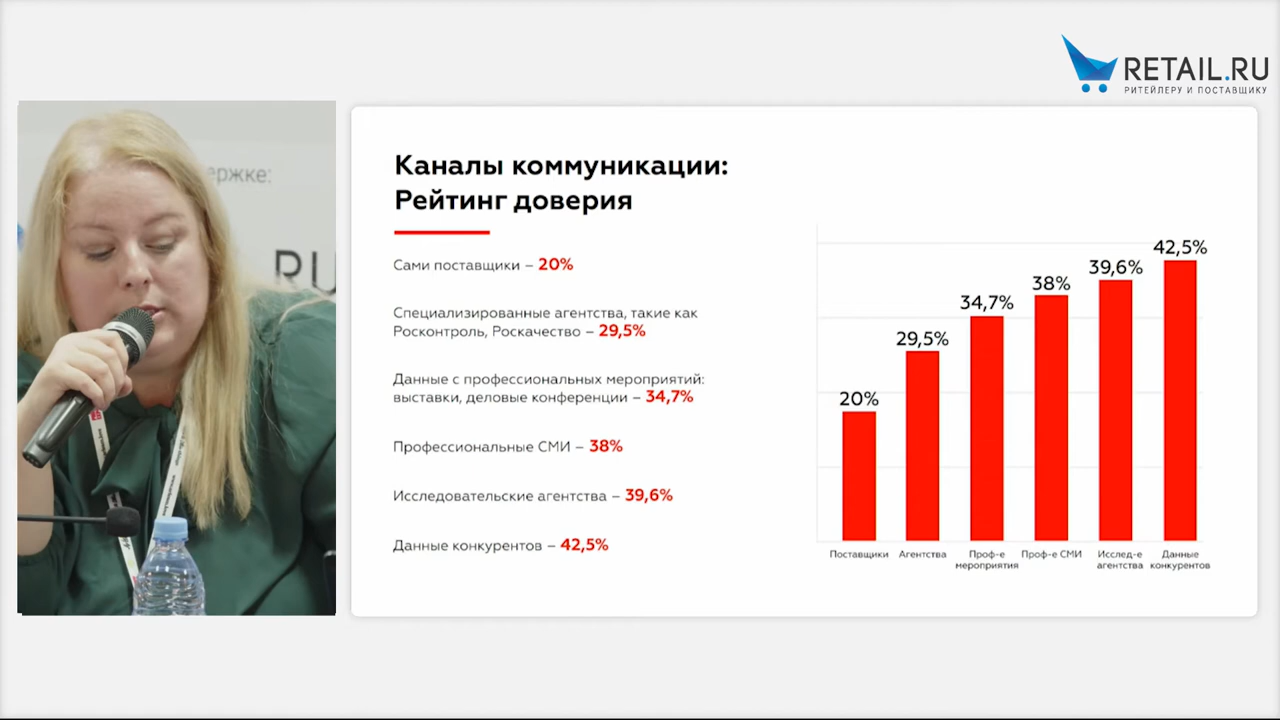 RETAIL.RU
РИТЕЙЛЕРУ И ПОСТАВЩИКУ
ержке:
RU
Каналы коммуникации:
Рейтинг доверия
Сами поставщики – 20%
Специализированные агентства, такие как
Росконтроль, Роскачество – 29,5%
Данные с профессиональных мероприятий:
выставки, деловые конференции – 34,7%
Профессиональные СМИ – 38%
Исследовательские агентства – 39,6%
Данные конкурентов – 42,5%
20%
29,5%
34,7%
38%
39,6%
42,5%
Поставщики
Агентства
Проф-е
мероприятия
Проф-е СМИ
Исслед-е
агентства
Данные
конкурентов